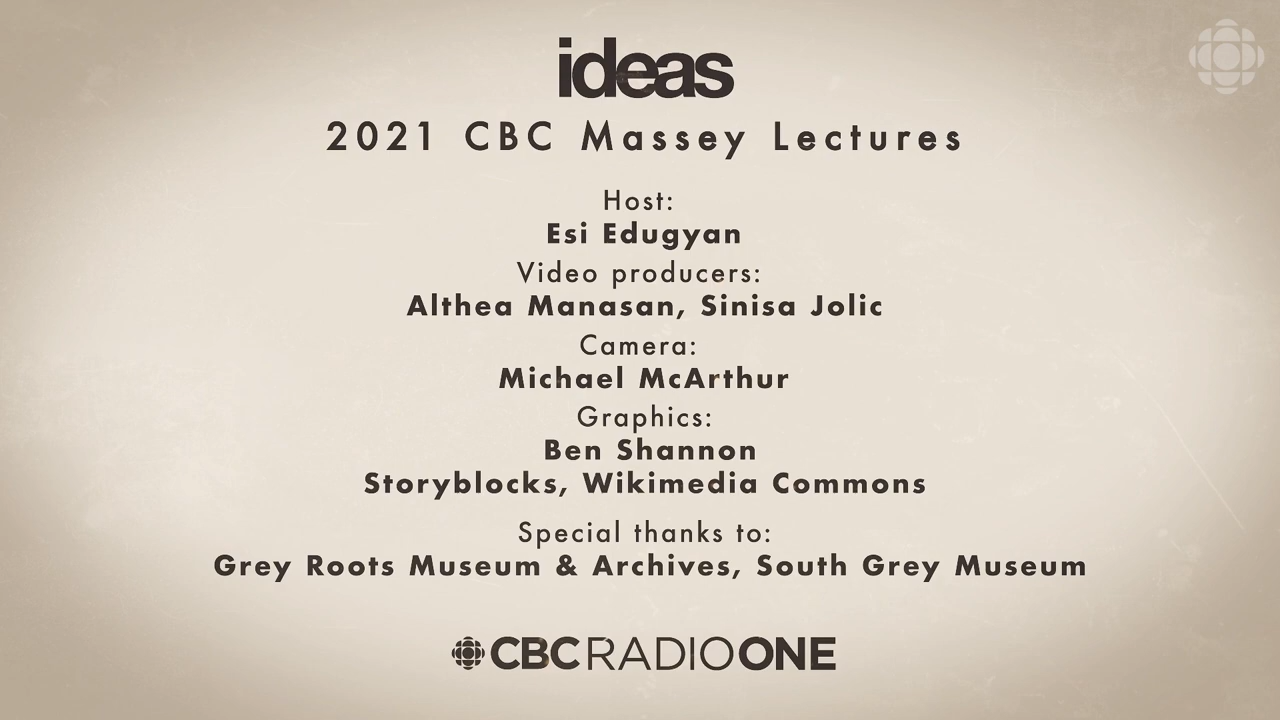 ideas
2021 CBC Massey Lectures
Host:
Esi Edugyan
Video producers:
Althea Manasan, Sinisa Jolic
Camera:
Michael McArthur
Graphics:
Ben Shannon
Storyblocks, Wikimedia Commons
Special thanks to:
Grey Roots Museum & Archives, South Grey Museum
CBC RADIO ONE